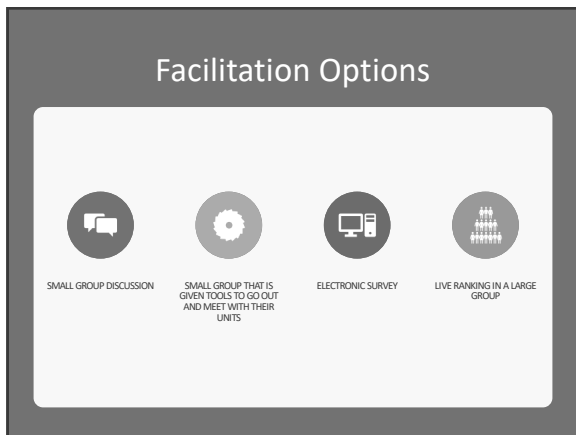 Facilitation Options
SMALL GROUP DISCUSSION
SMALL GROUP THAT IS
GIVEN TOOLS TO GO OUT
AND MEET WITH THEIR
UNITS
ELECTRONIC SURVEY
LIVE RANKING IN A LARGE
GROUP